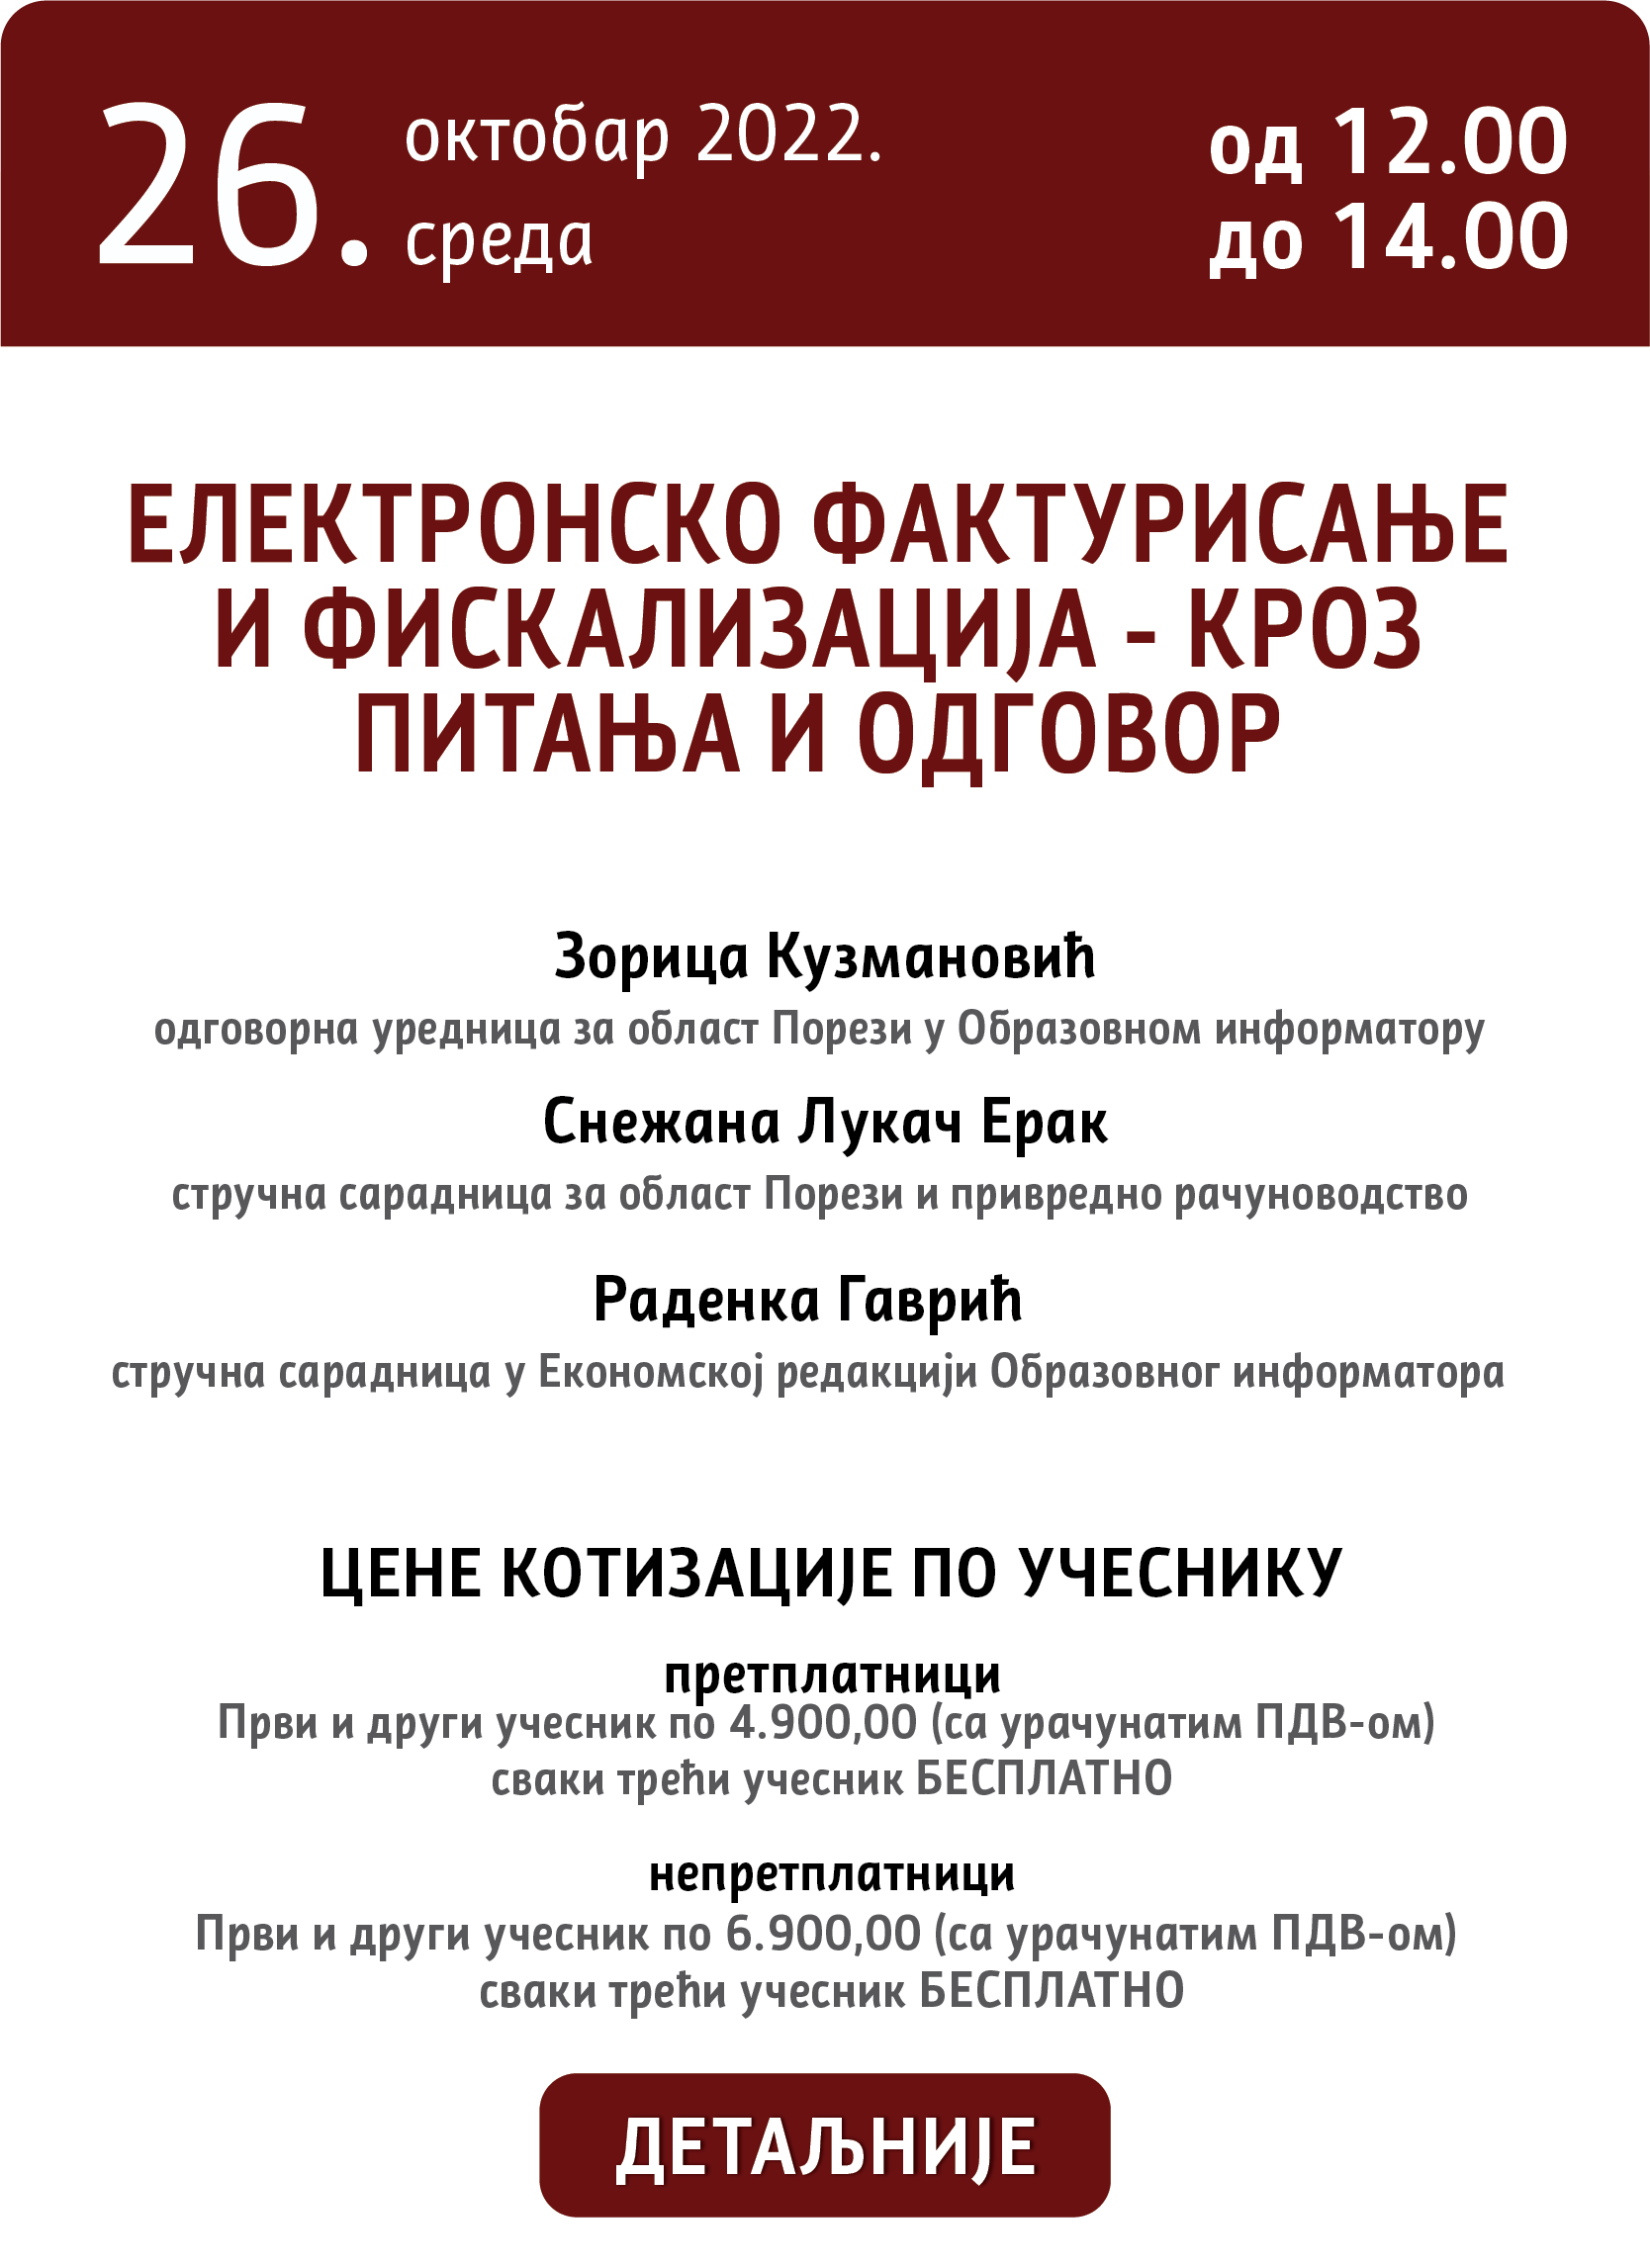 26. октобар 2022.
среда
од 12.00
до 14.00
ЕЛЕКТРОНСКО ФАКТУРИСАЊЕ
И ФИСКАЛИЗАЦИЈА - КРОЗ
ПИТАЊА И ОДГОВОР
Зорица Кузмановић
одговорна уредница за област Порези у Образовном информатору
Снежана Лукач Ерак
стручна сарадница за област Порези и привредно рачуноводство
Раденка Гаврић
стручна сарадница у Економској редакцији Образовног информатора
ЦЕНЕ КОТИЗАЦИЈЕ ПО УЧЕСНИКУ
претплатници
Први и други учесник по 4.900,00 (са урачунатим ПДВ-ом)
сваки трећи учесник БЕСПЛАТНО
непретплатници
Први и други учесник по 6.900,00 (са урачунатим ПДВ-ом)
сваки трећи учесник БЕСПЛАТНО
ДЕТАЉНИЈЕ